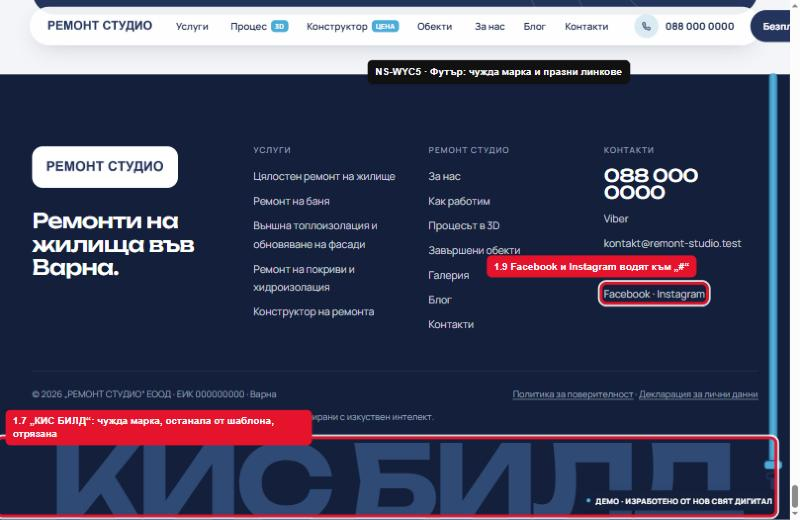 РЕМОНТ СТУДИО Услуги Процес 3D Конструктор ЦЕНА Обекти За нас Блог Контакти 088 000 0000 Безпл
NS-WYC5 · Футър: чужда марка и празни линкове
РЕМОНТ СТУДИО
Ремонти на
жилища във
Варна.
УСЛУГИ
Цялостен ремонт на жилище
Ремонт на баня
Външна топлоизолация и
обновяване на фасади
Ремонт на покриви и
хидроизолация
Конструктор на ремонта
РЕМОНТ СТУДИО
За нас
Как работим
Процесът в 3D
Завършени обекти
Галерия
Блог
Контакти
КОНТАКТИ
088 000
0000
Viber
kontakt@remont-studio.test
1.9 Facebook и Instagram водят към „#“
Facebook · Instagram
© 2026 „РЕМОНТ СТУДИО“ ЕООД · ЕИК 000000000 · Варна
Политика за поверителност · Декларация за лични данни
1.7 „КИС БИЛД“: чужда марка, останала от шаблона,
отрязана
ирани с изкуствен интелект.
КИС БИЛД
ДЕМО · ИЗРАБОТЕНО ОТ НОВ СВЯТ ДИГИТАЛ